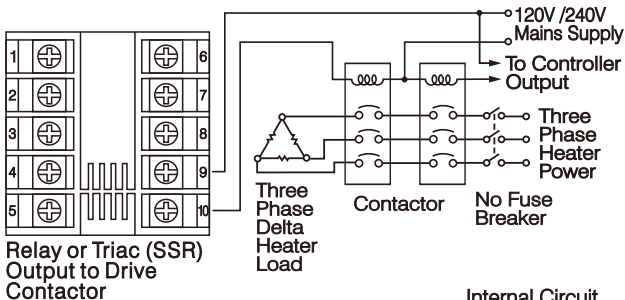 120V /240V
Mains Supply
To Controller
Output
1
6
2
7
3
8
4
9
5
10
Three
Phase
Heater
Power
Three
Phase
Delta
Heater
Load
Contactor
No Fuse
Breaker
Relay or Triac (SSR)
Output to Drive
Contactor
Internal Circuit